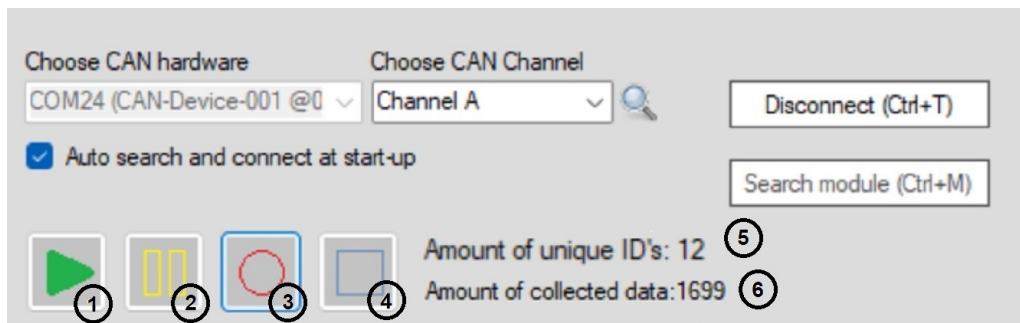 Choose CAN hardware
Choose CAN Channel
COM24 (CAN-Device-001 @0
Channel A
Disconnect (Ctrl+T)
Auto search and connect at start-up
Search module (Ctrl+M)
Amount of unique ID's: 12
5
Amount of collected data:1699
6
1
2
3
4